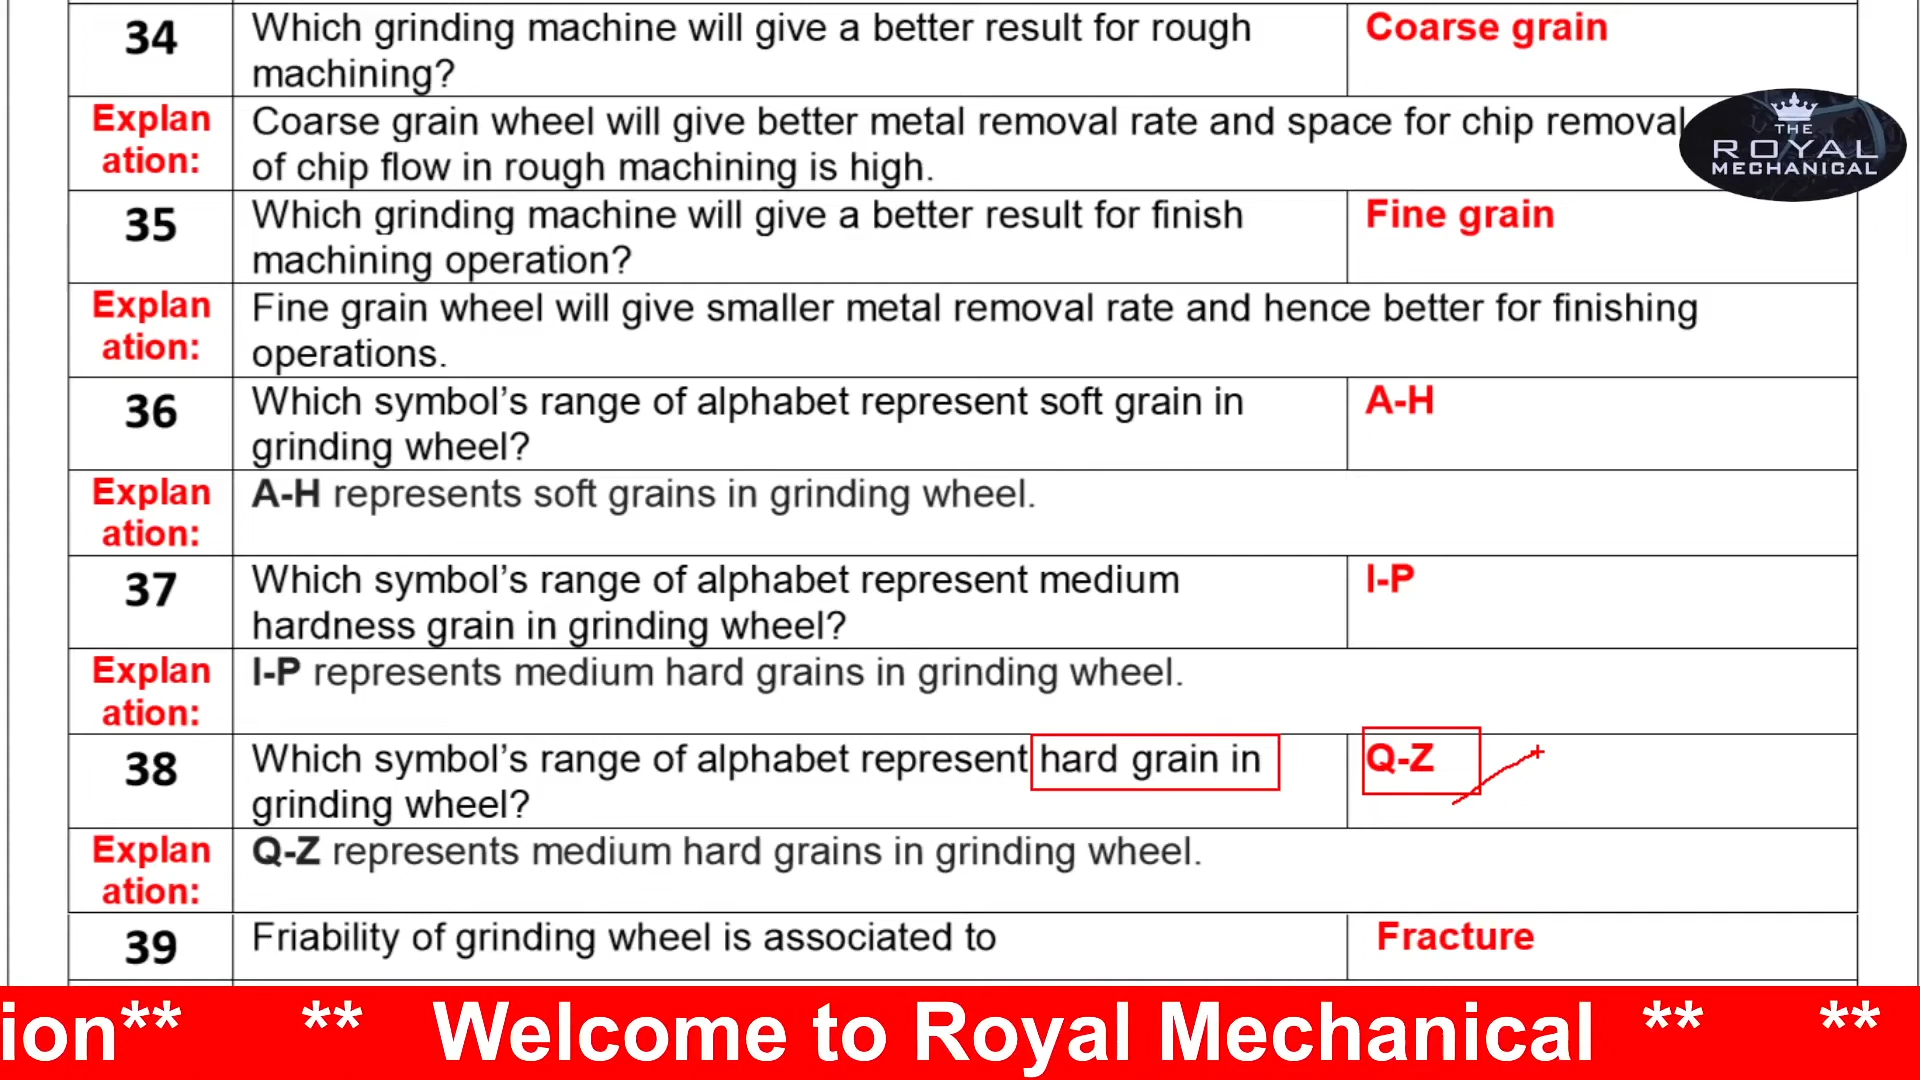 34
Which grinding machine will give a better result for rough
machining?
Coarse grain
Explan
ation:
Coarse grain wheel will give better metal removal rate and space for chip removal
of chip flow in rough machining is high.
THE
ROYAL
MECHANICAL
35
Which grinding machine will give a better result for finish
machining operation?
Fine grain
Explan
ation:
Fine grain wheel will give smaller metal removal rate and hence better for finishing
operations.
36
Which symbol’s range of alphabet represent soft grain in
grinding wheel?
A-H
Explan
ation:
A-H represents soft grains in grinding wheel.
37
Which symbol’s range of alphabet represent medium
hardness grain in grinding wheel?
I-P
Explan
ation:
I-P represents medium hard grains in grinding wheel.
38
Which symbol’s range of alphabet represent hard grain in
grinding wheel?
Q-Z
Explan
ation:
Q-Z represents medium hard grains in grinding wheel.
39
Friability of grinding wheel is associated to
Fracture
ion** ** Welcome to Royal Mechanical ** **